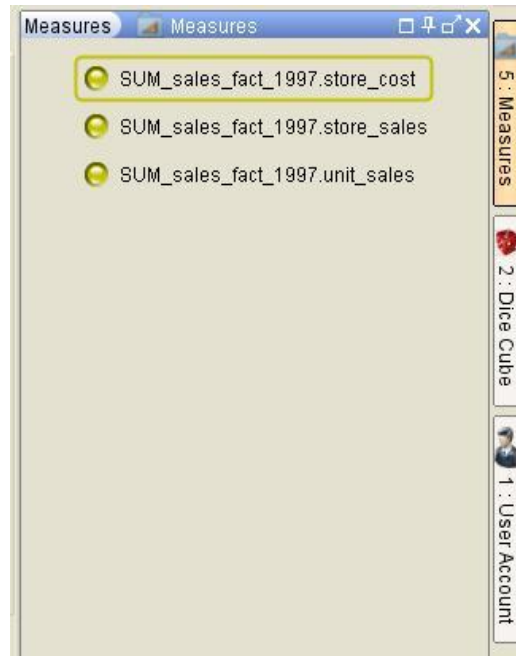 Measures Measures
SUM_sales_fact_1997.store_cost
SUM_sales_fact_1997.store_sales
SUM_sales_fact_1997.unit_sales
5 : Measures
2 : Dice Cube
1 : User Account